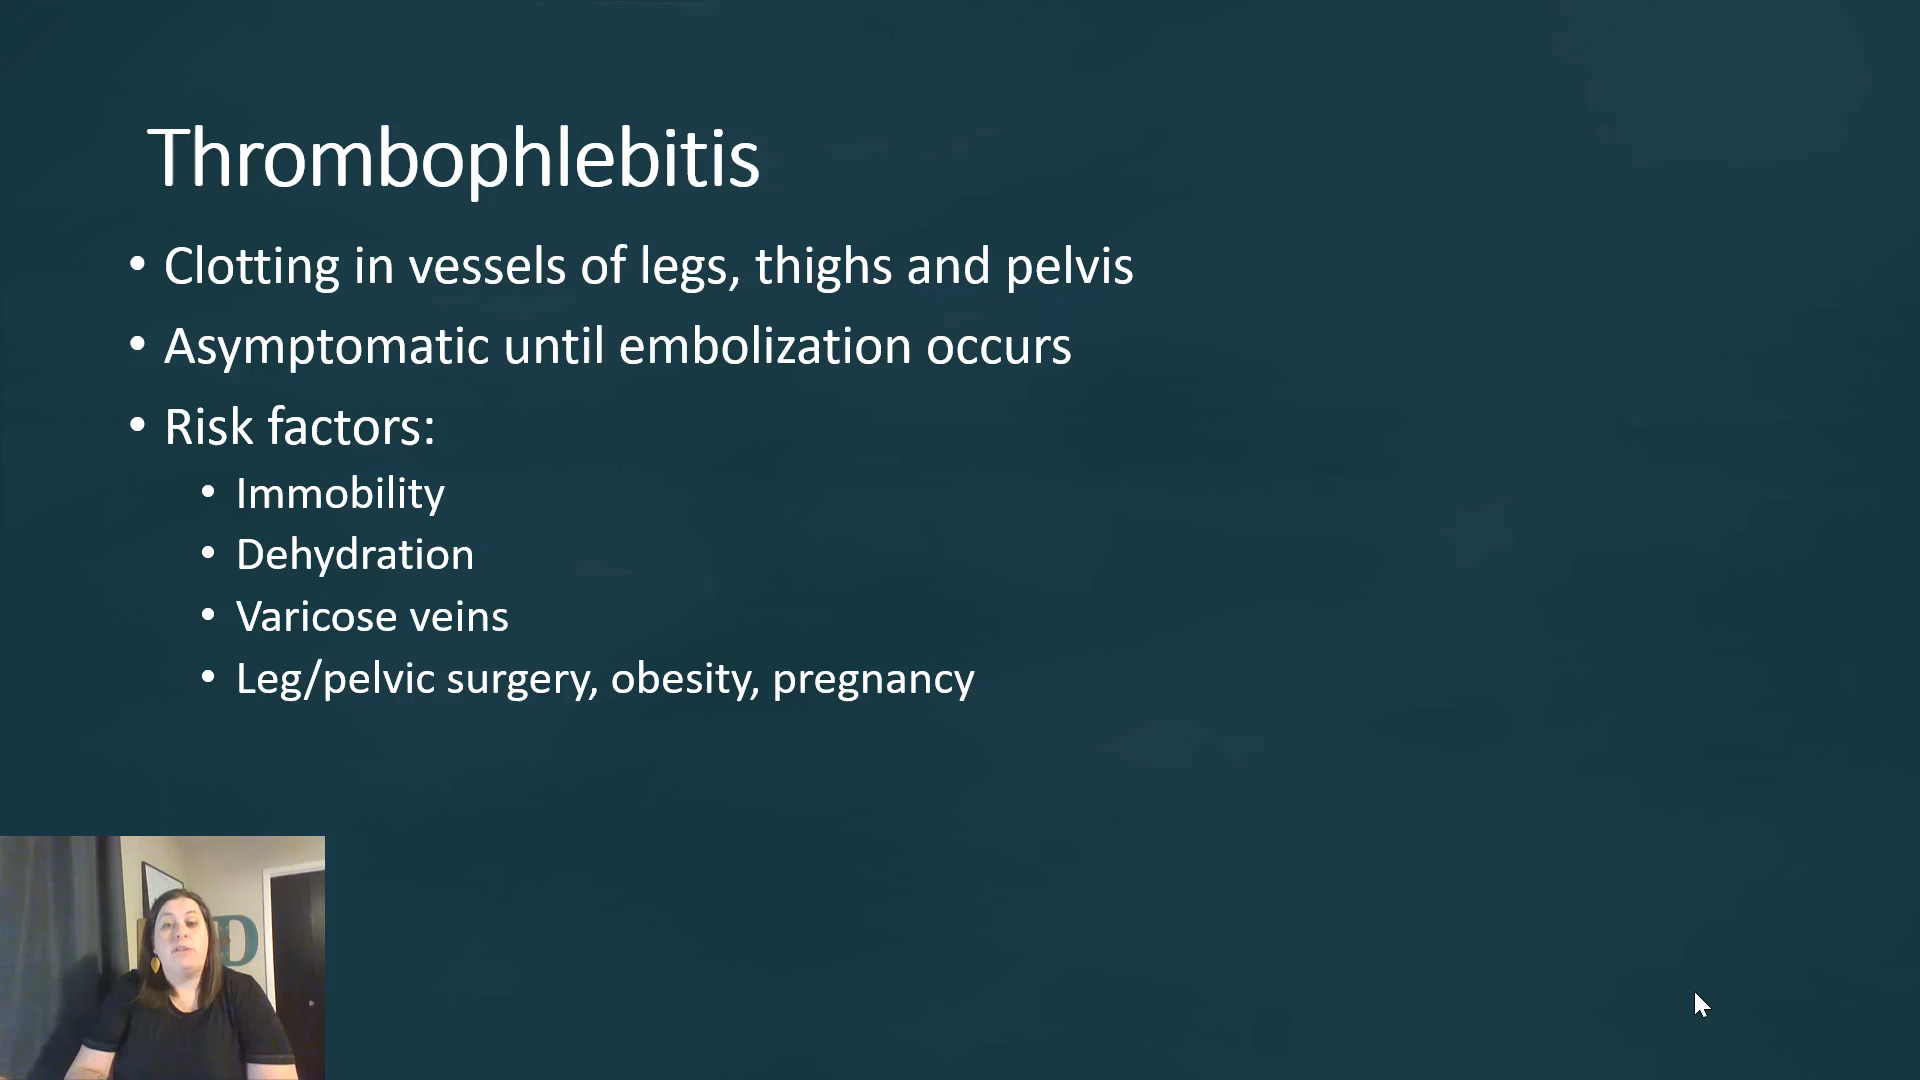 Thrombophlebitis
• Clotting in vessels of legs, thighs and pelvis
• Asymptomatic until embolization occurs
• Risk factors:
• Immobility
• Dehydration
• Varicose veins
• Leg/pelvic surgery, obesity, pregnancy
D